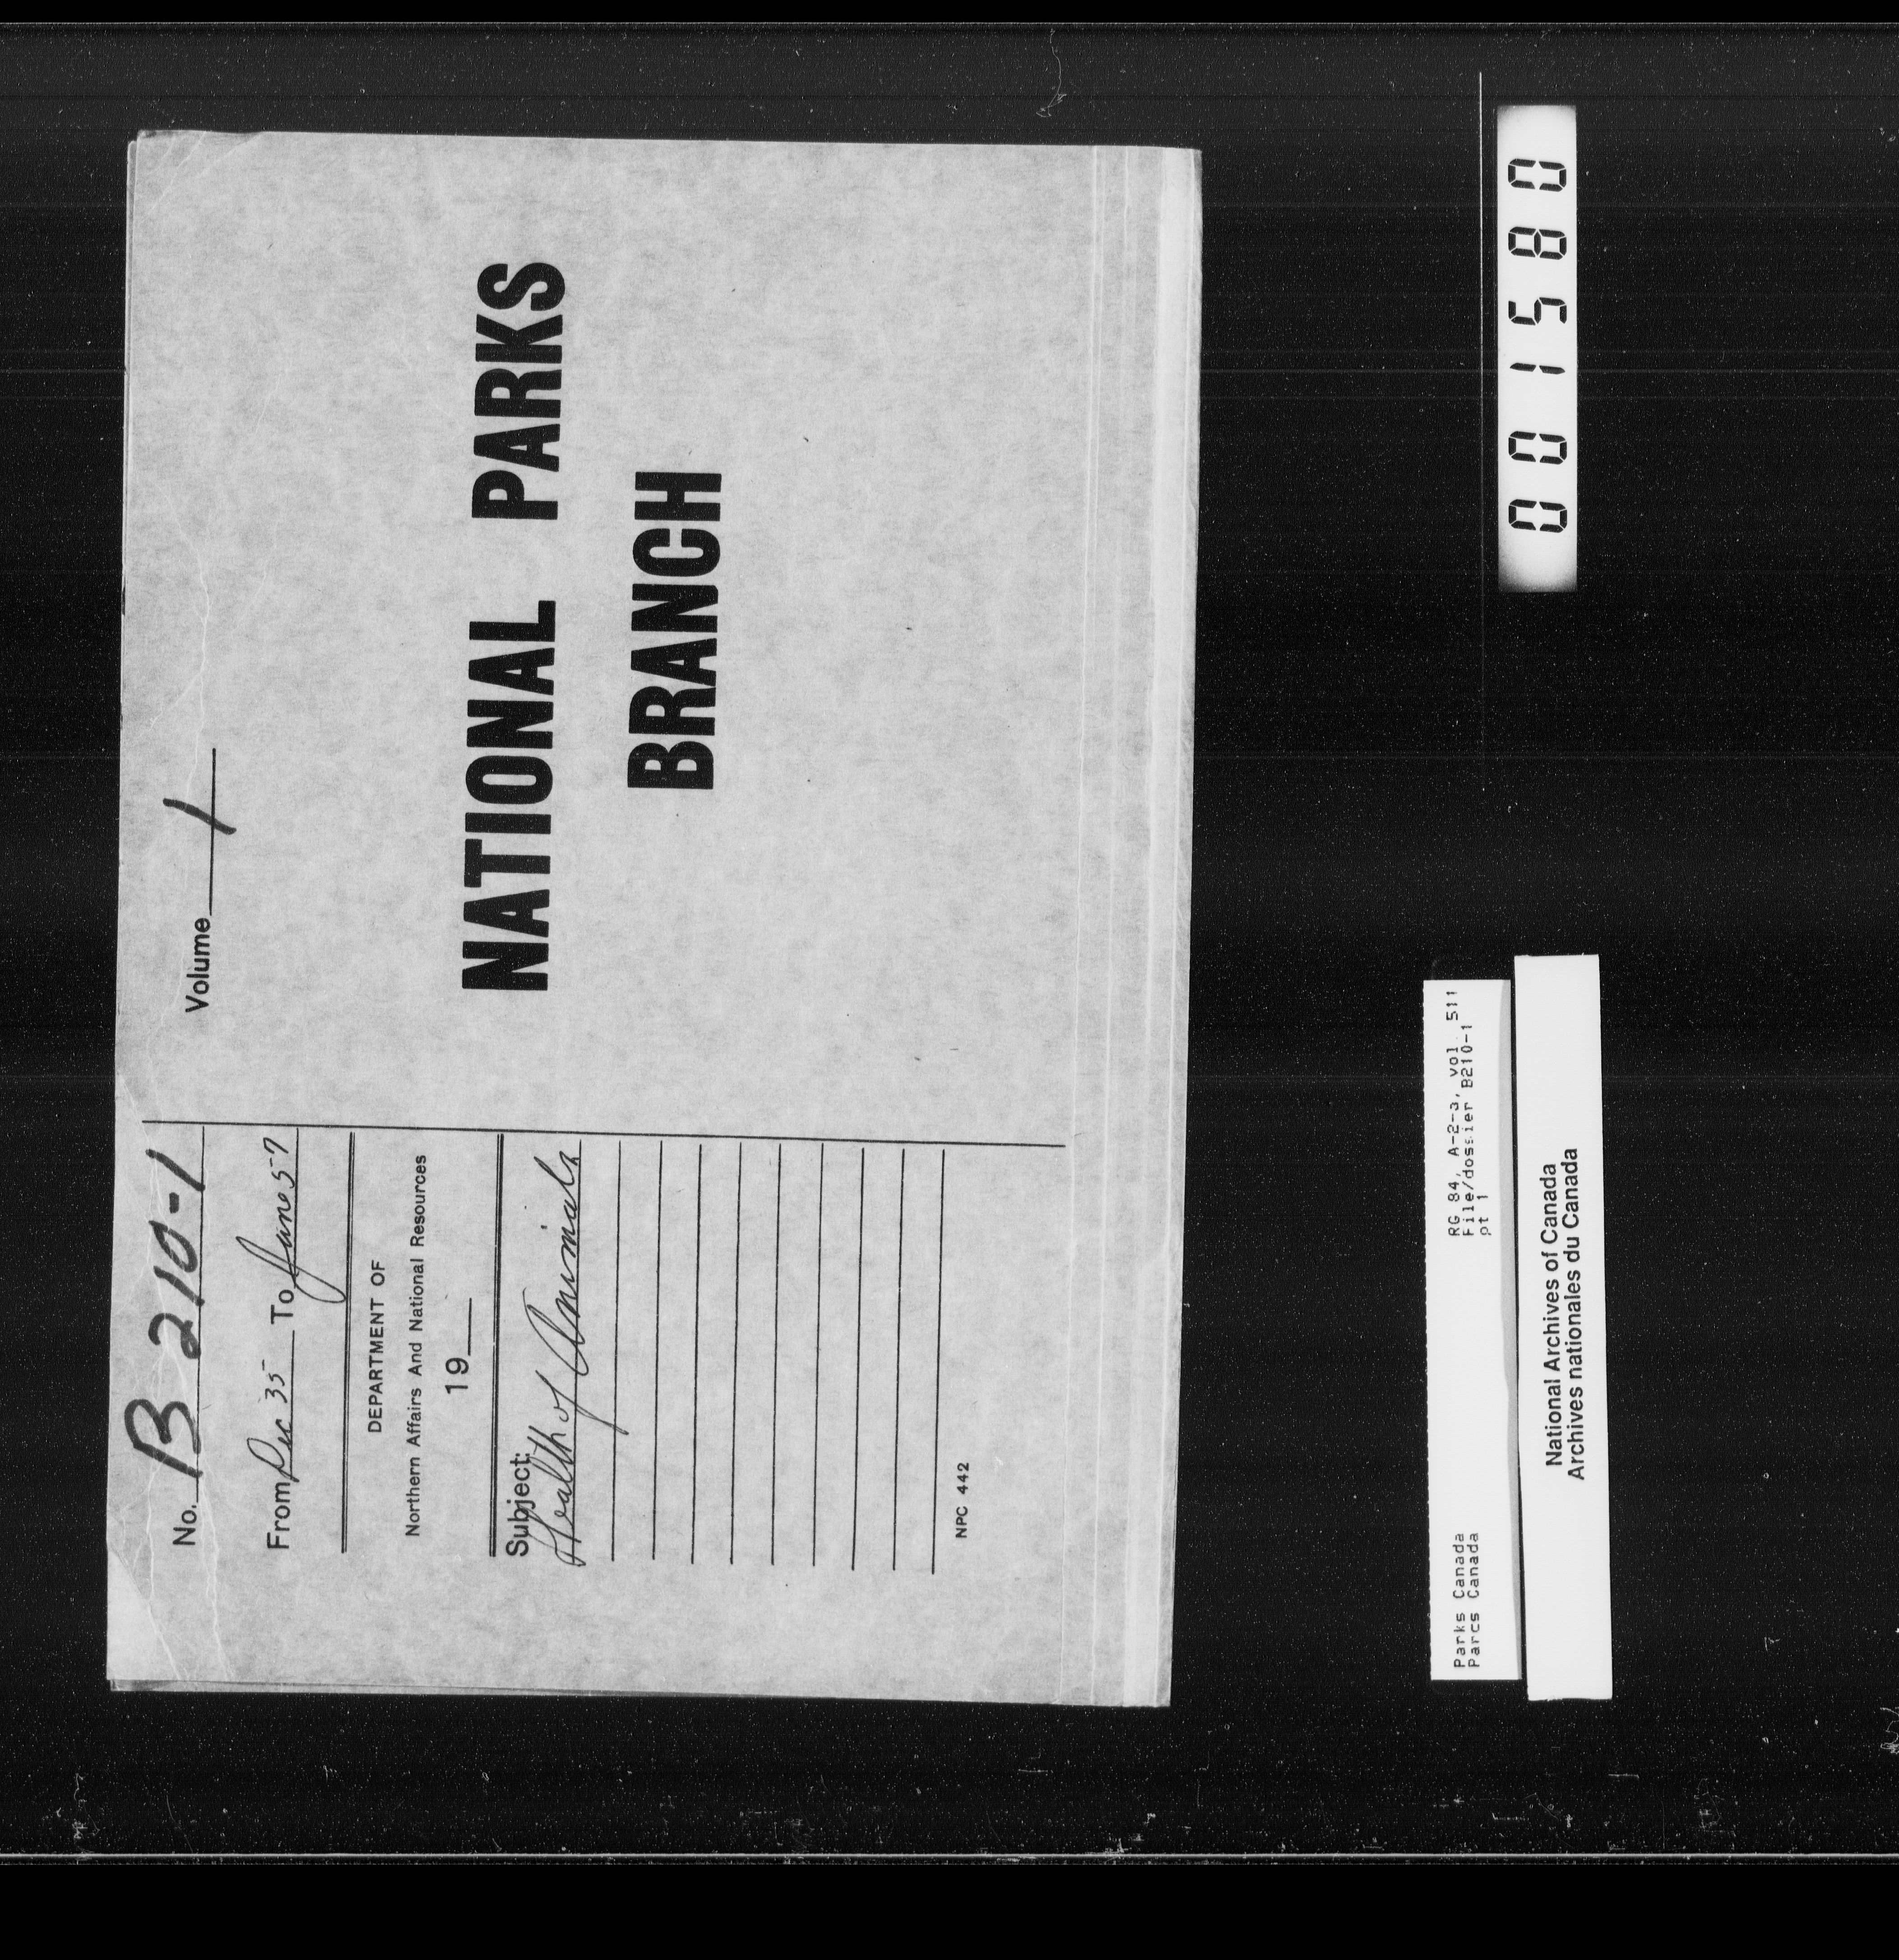 No. B 210-1
Volume 1
From Dec 35 To June 57
DEPARTMENT OF
Northern Affairs And National Resources
19
Subject:
Health of Animals
NPC 442
NATIONAL PARKS
BRANCH
001580
Parks Canada
Parcs Canada
RG 84, A-2-a, vol 511
File/dossier B210-1
pt 1
National Archives of Canada
Archives nationales du Canada